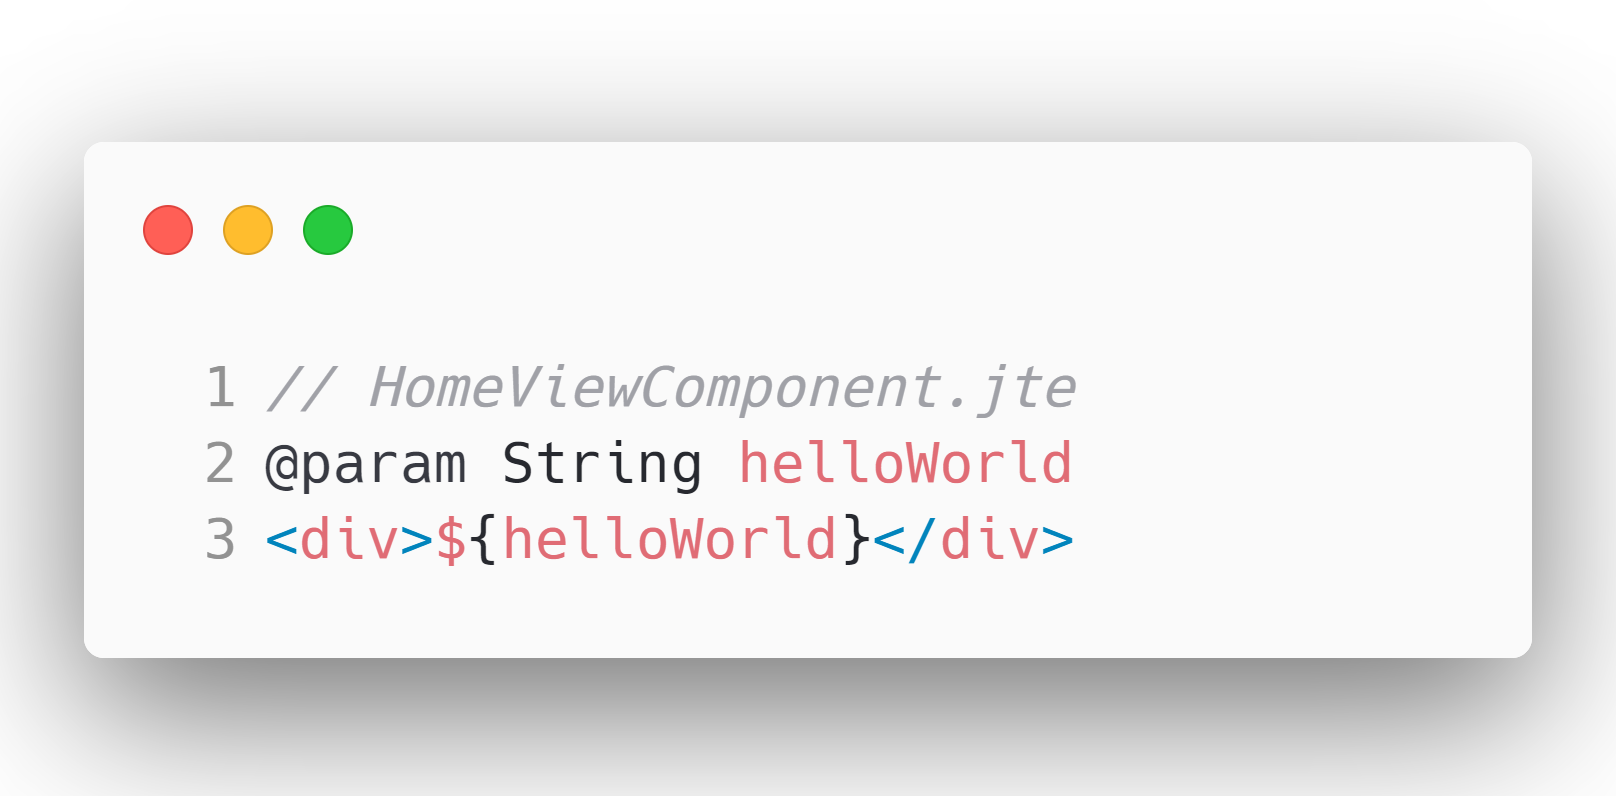 1 // HomeViewComponent.jte
2 @param String helloWorld
3 <div>${helloWorld}</div>